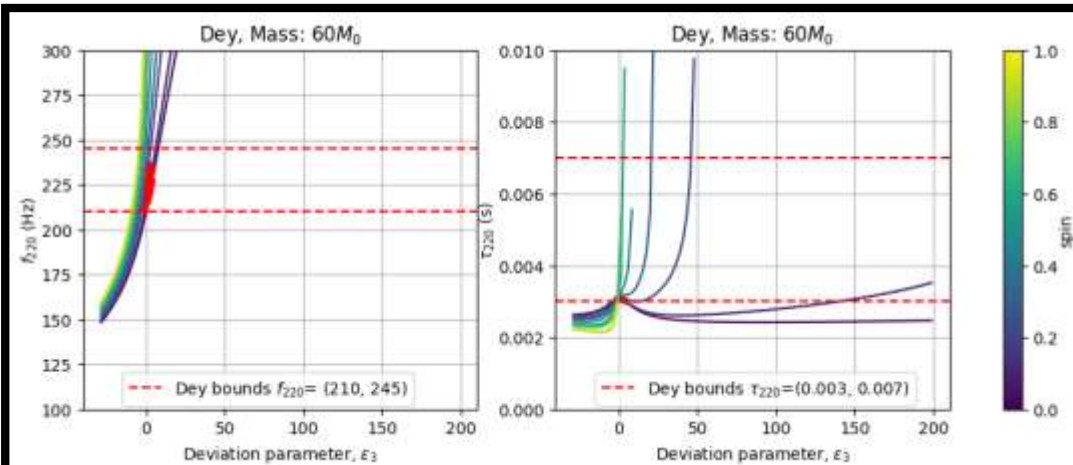 Dey, Mass: 60M₀
300
275
250
225
200
175
150
125
100
f₂₂₀ (Hz)
Dey bounds f₂₂₀= (210, 245)
0 50 100 150 200
Deviation parameter, ε₃
Dey, Mass: 60M₀
0.010
0.008
0.006
0.004
0.002
0.000
τ₂₂₀ (s)
Dey bounds τ₂₂₀=(0.003, 0.007)
0 50 100 150 200
Deviation parameter, ε₃
1.0
0.8
0.6
0.4
0.2
0.0
spin